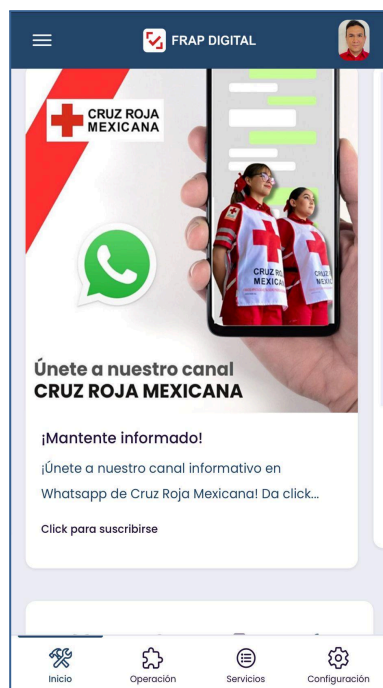 FRAP DIGITAL
CRUZ ROJA
MEXICANA
CRUZ ROJA
MEXICANA
Únete a nuestro canal
CRUZ ROJA MEXICANA
¡Mantente informado!
¡Únete a nuestro canal informativo en
Whatsapp de Cruz Roja Mexicana! Da click...
Click para suscribirse
Inicio
Operación
Servicios
Configuración